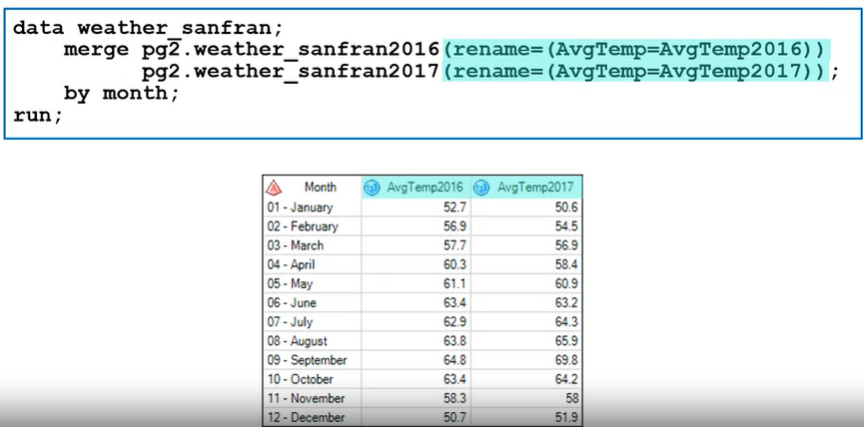 data weather_sanfran;
merge pg2.weather_sanfran2016(rename=(AvgTemp=AvgTemp2016))
pg2.weather_sanfran2017(rename=(AvgTemp=AvgTemp2017));
by month;
run;
Month AvgTemp2016 AvgTemp2017
01 - January 52.7 50.6
02 - February 56.9 54.5
03 - March 57.7 56.9
04 - April 60.3 58.4
05 - May 61.1 60.9
06 - June 63.4 63.2
07 - July 62.9 64.3
08 - August 63.8 65.9
09 - September 64.8 69.8
10 - October 63.4 64.2
11 - November 58.3 58
12 - December 50.7 51.9